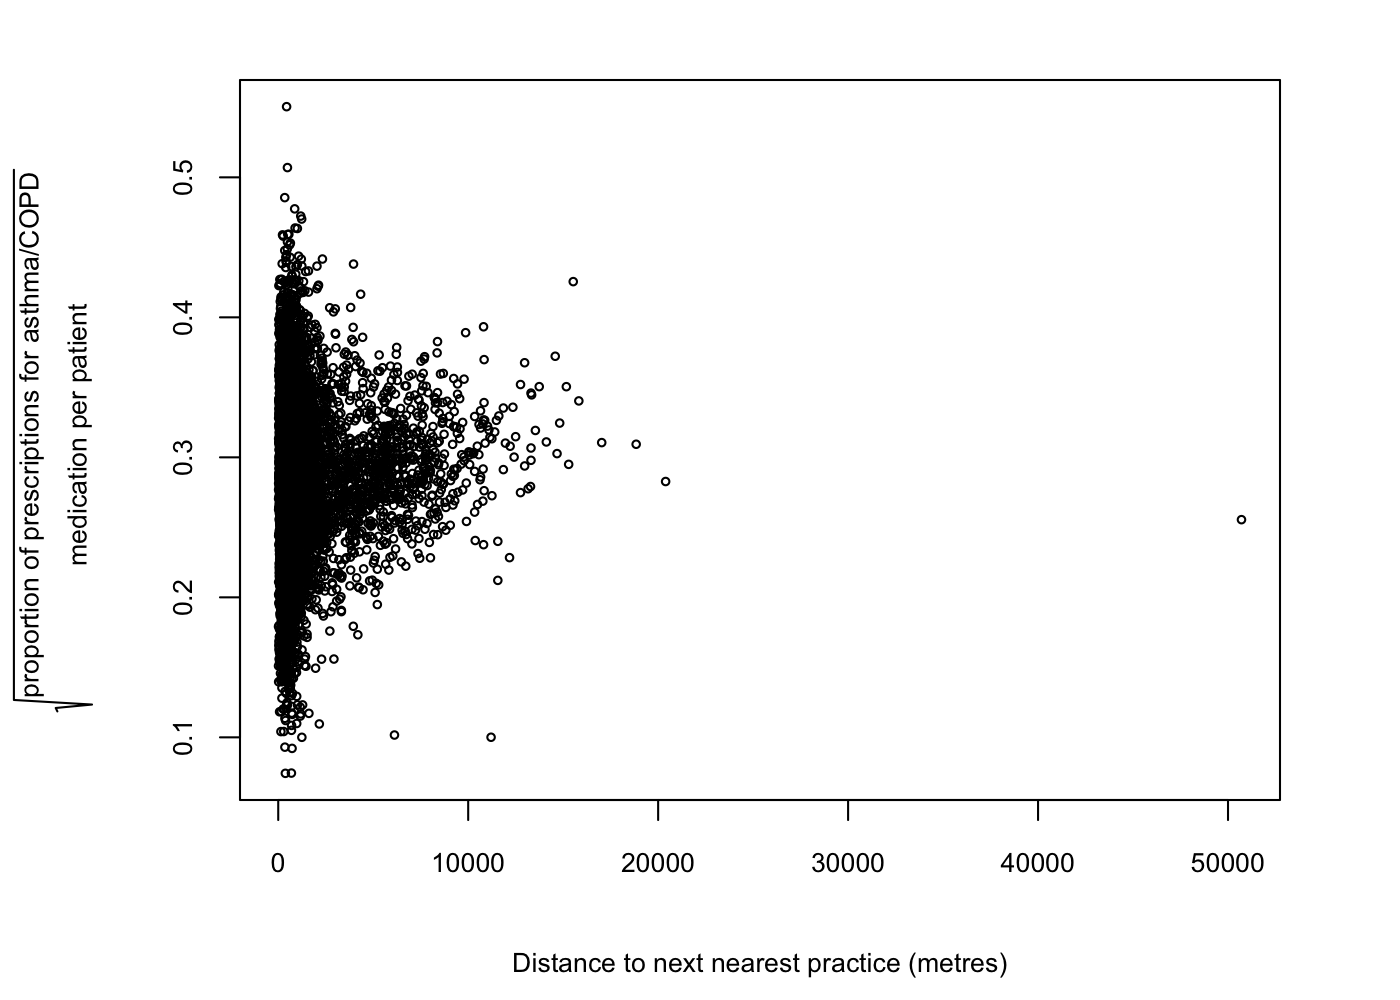 proportion of prescriptions for asthma/COPD
medication per patient
0.5
0.4
0.3
0.2
0.1
0 10000 20000 30000 40000 50000
Distance to next nearest practice (metres)